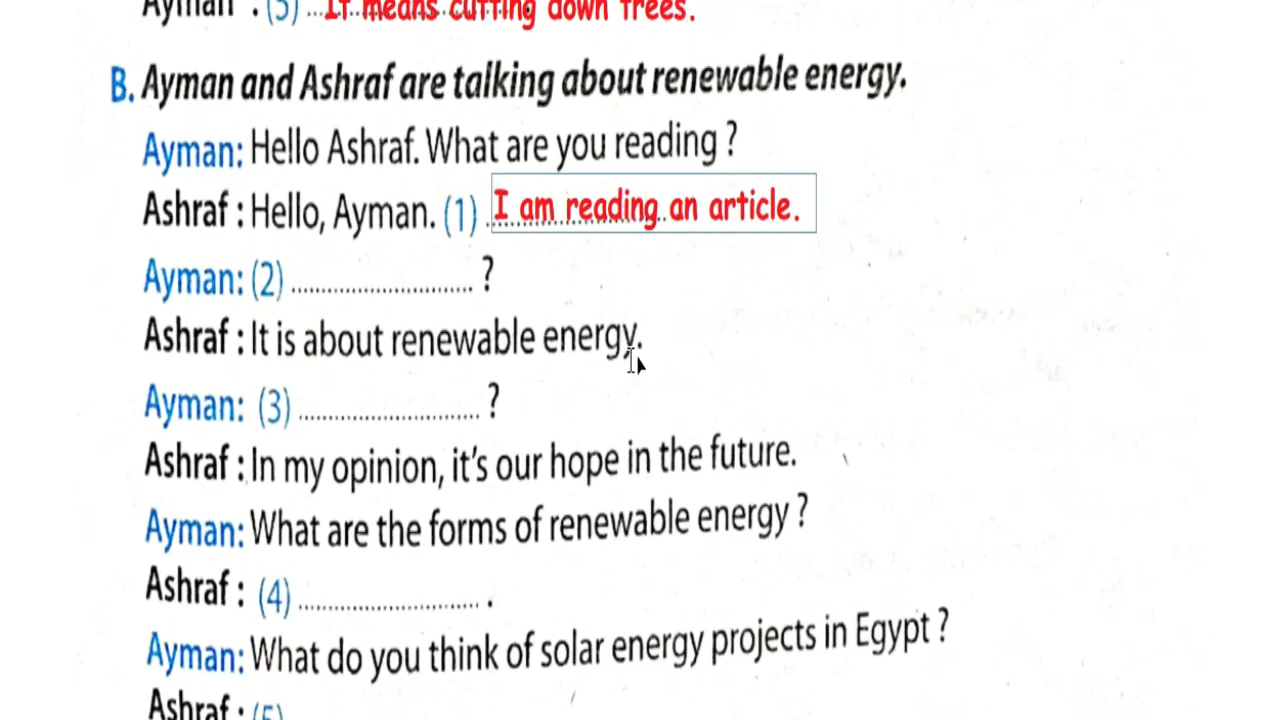 Ayman : (5) ...It means cutting down trees.
B. Ayman and Ashraf are talking about renewable energy.
Ayman: Hello Ashraf. What are you reading ?
Ashraf : Hello, Ayman. (1) I am reading an article.
Ayman: (2) .............................. ?
Ashraf : It is about renewable energy.
Ayman: (3) .............................. ?
Ashraf : In my opinion, it's our hope in the future.
Ayman: What are the forms of renewable energy ?
Ashraf : (4) .............................. .
Ayman: What do you think of solar energy projects in Egypt ?
Ashraf : (5)